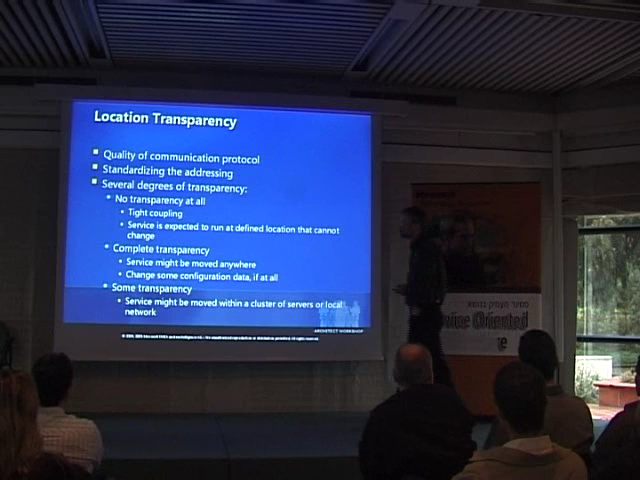 Location Transparency
Quality of communication protocol
Standardizing the addressing
Several degrees of transparency:
No transparency at all
Tight coupling
Service is expected to run at defined location that cannot
change
Complete transparency
Service might be moved anywhere
Change some configuration data, if at all
Some transparency
Service might be moved within a cluster of servers or local
network
ARCHITECT WORKSHOP
Oriented